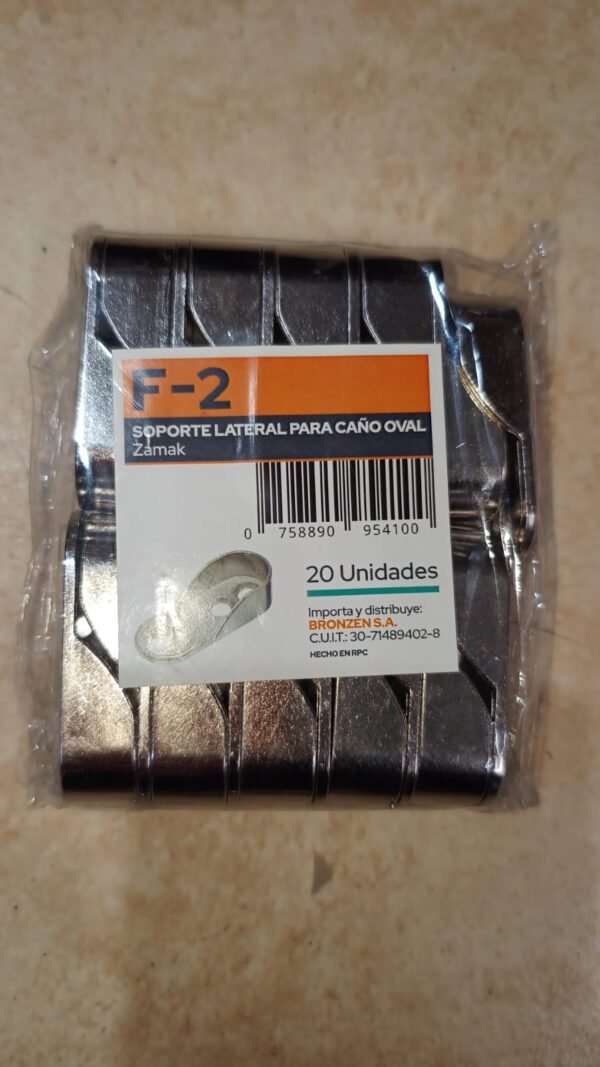 F-2
SOPORTE LATERAL PARA CAÑO OVAL
Zamak
0 758890 954100
20 Unidades
Importa y distribuye:
BRONZEN S.A.
C.U.I.T.: 30-71489402-8
HECHO EN RPC